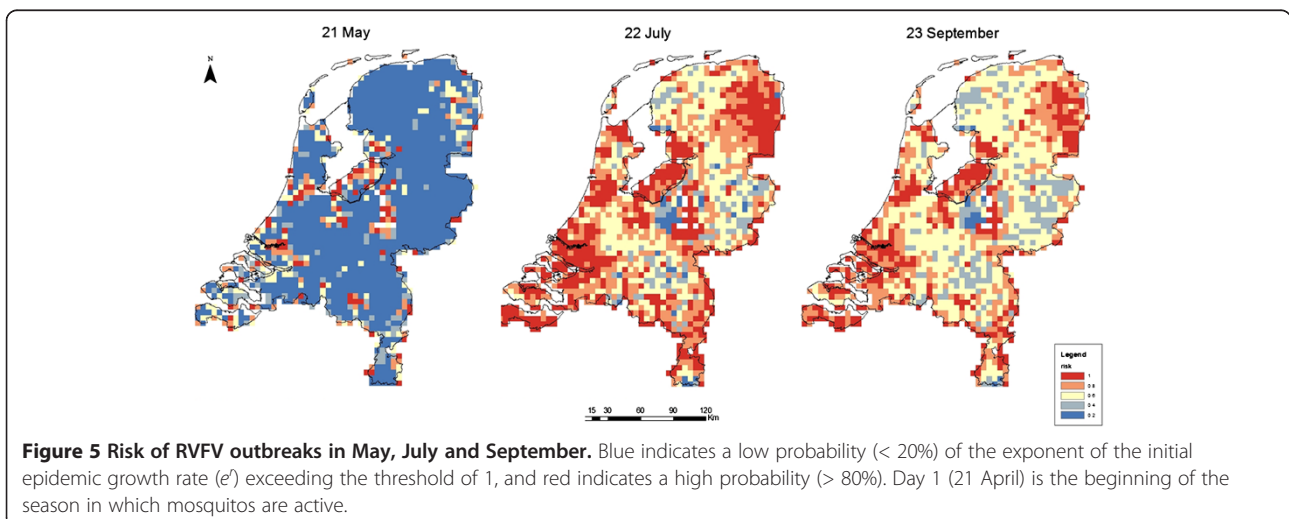 21 May
22 July
23 September
N
Legend
risk
1
0.8
0.6
0.4
0.2
15 30 60 90 120
Km
Figure 5 Risk of RVFV outbreaks in May, July and September. Blue indicates a low probability (< 20%) of the exponent of the initial
epidemic growth rate (eʳ) exceeding the threshold of 1, and red indicates a high probability (> 80%). Day 1 (21 April) is the beginning of the
season in which mosquitos are active.